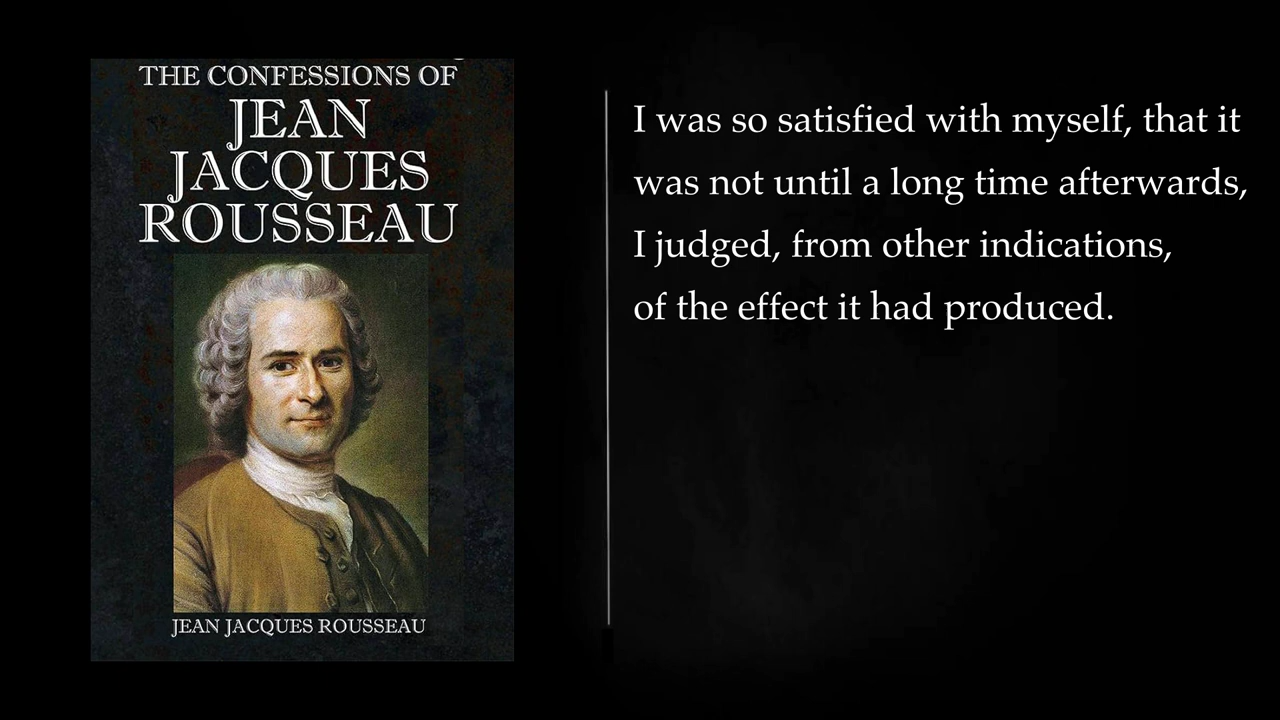 THE CONFESSIONS OF
JEAN
JACQUES
ROUSSEAU
JEAN JACQUES ROUSSEAU
I was so satisfied with myself, that it
was not until a long time afterwards,
I judged, from other indications,
of the effect it had produced.